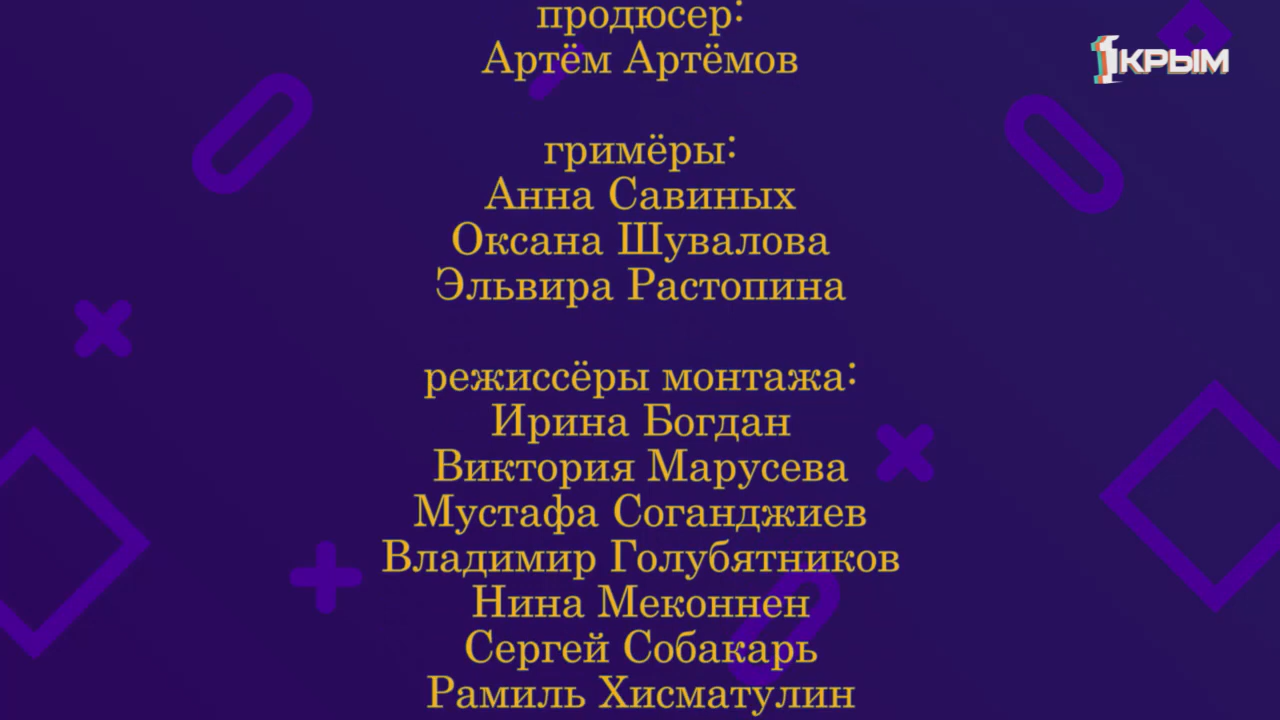 продюсер:
Артём Артёмов
1КРЫМ
гримёры:
Анна Савиных
Оксана Шувалова
Эльвира Растопина
режиссёры монтажа:
Ирина Богдан
Виктория Марусева
Мустафа Соганджиев
Владимир Голубятников
Нина Меконнен
Сергей Собакарь
Рамиль Хисматулин